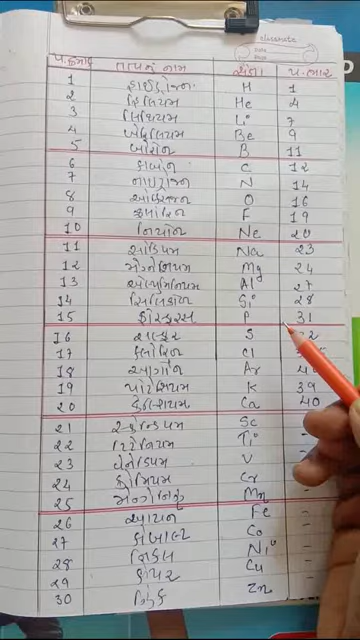 classmate
Date
Page
પ.ક્રમાંક તત્વનું નામ સંજ્ઞા પ.ભાર
1 હાઈડ્રોજન H 1
2 હિલિયમ He 4
3 લિથિયમ Li 7
4 બેરિલિયમ Be 9
5 બોરોન B 11
6 કાર્બન C 12
7 નાઈટ્રોજન N 14
8 ઓક્સિજન O 16
9 ફ્લોરિન F 19
10 નિયોન Ne 20
11 સોડિયમ Na 23
12 મેગ્નેશિયમ Mg 24
13 એલ્યુમિનિયમ Al 27
14 સિલિકોન Si 28
15 ફોસ્ફરસ P 31
16 સલ્ફર S
17 ક્લોરિન Cl
18 આર્ગોન Ar
19 પોટેશિયમ K 39
20 કેલ્શિયમ Ca 40
21 સ્કેન્ડિયમ Sc
22 ટિટેનિયમ Ti -
23 વેનેડિયમ V -
24 ક્રોમિયમ Cr -
25 મેન્ગેનીઝ Mn -
26 આયર્ન Fe -
27 કોબાલ્ટ Co -
28 નિકલ Ni -
29 કોપર Cu -
30 ઝિંક Zn -